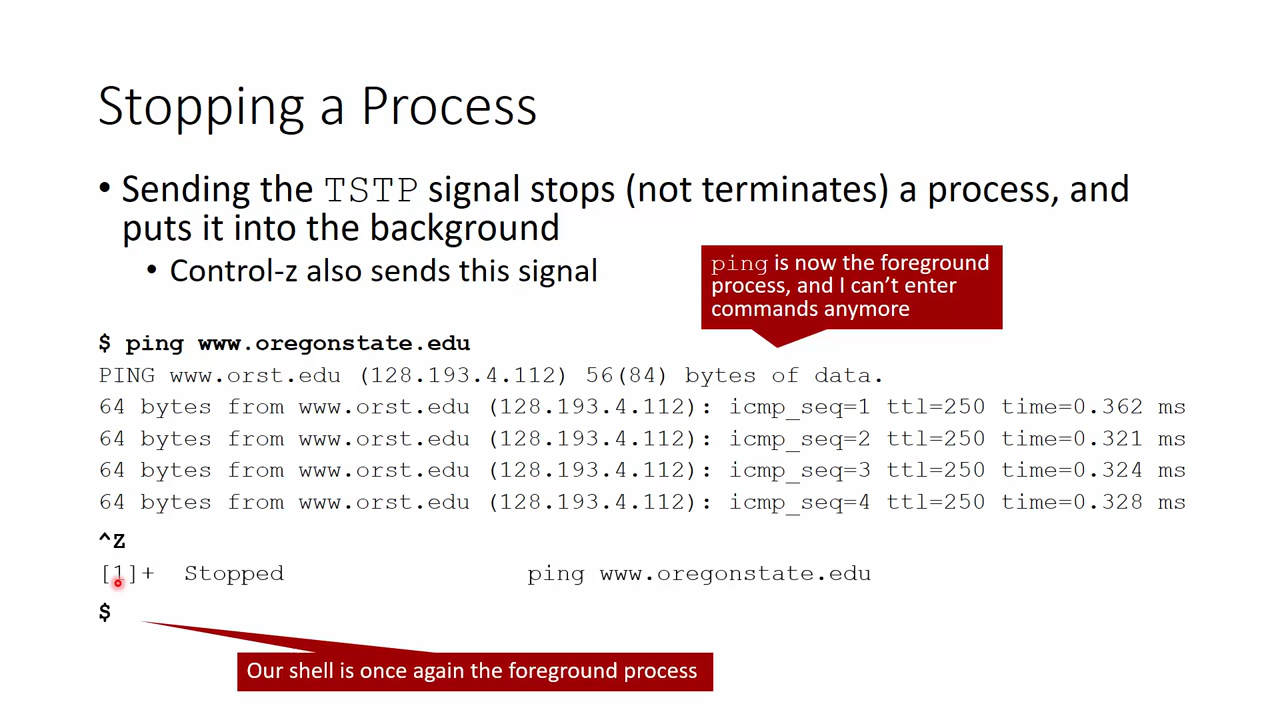 Stopping a Process
• Sending the TSTP signal stops (not terminates) a process, and
puts it into the background
• Control-z also sends this signal
ping is now the foreground
process, and I can’t enter
commands anymore
$ ping www.oregonstate.edu
PING www.orst.edu (128.193.4.112) 56(84) bytes of data.
64 bytes from www.orst.edu (128.193.4.112): icmp_seq=1 ttl=250 time=0.362 ms
64 bytes from www.orst.edu (128.193.4.112): icmp_seq=2 ttl=250 time=0.321 ms
64 bytes from www.orst.edu (128.193.4.112): icmp_seq=3 ttl=250 time=0.324 ms
64 bytes from www.orst.edu (128.193.4.112): icmp_seq=4 ttl=250 time=0.328 ms
^Z
[1]+  Stopped                 ping www.oregonstate.edu
$
Our shell is once again the foreground process